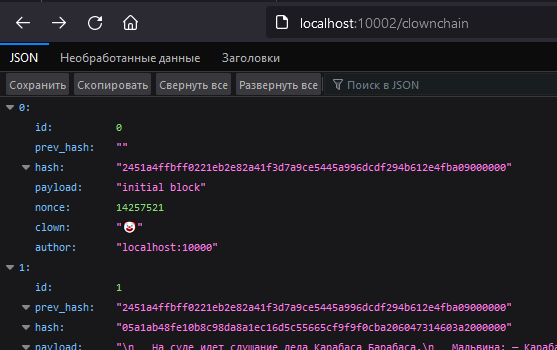 localhost:10002/clownchain
JSON Необработанные данные Заголовки
Сохранить Скопировать Свернуть все Развернуть все Поиск в JSON
0:
id: 0
prev_hash: ""
hash: "2451a4ffbff0221eb2e82a41f3d7a9ce5445a996dcdf294b612e4fba09000000"
payload: "initial block"
nonce: 14257521
clown: "🤡"
author: "localhost:10000"
1:
id: 1
prev_hash: "2451a4ffbff0221eb2e82a41f3d7a9ce5445a996dcdf294b612e4fba09000000"
hash: "05a1ab48fe10b8c98da8a1ec16d5c55665cf9f9f0cba206047314603a2000000"
payload: "\n На суде идет слушание дела Карабаса Барабаса.\n Мальвина: — Караб